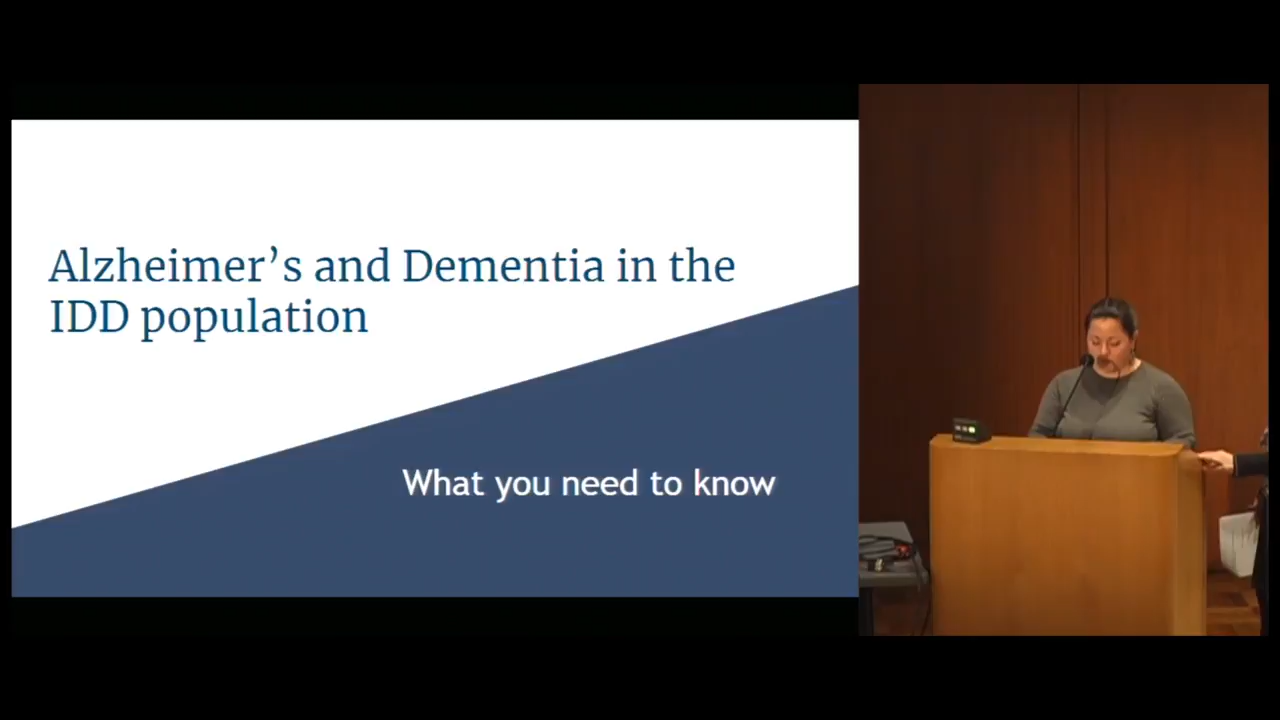 Alzheimer’s and Dementia in the
IDD population
What you need to know